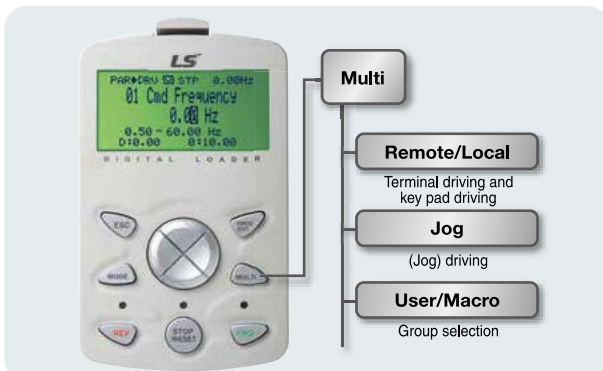 LS
PAR➔DRV STP 0.00Hz
01 Cmd Frequency
0.00 Hz
0.50 - 60.00 Hz
D:0.00 0:10.00
DIGITAL LOADER
ESC
PROG
MODE
MULTI
REV
STOP
RESET
FWD
Multi
Remote/Local
Terminal driving and
key pad driving
Jog
(Jog) driving
User/Macro
Group selection